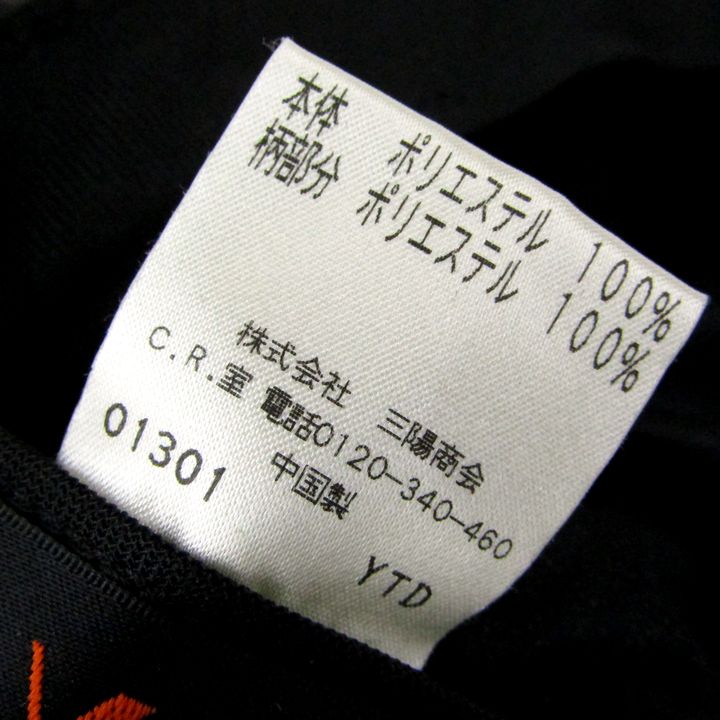 本体 ポリエステル 100%
柄部分 ポリエステル 100%
株式会社 三陽商会
C.R.室 電話0120-340-460
01301 中国製
YTD